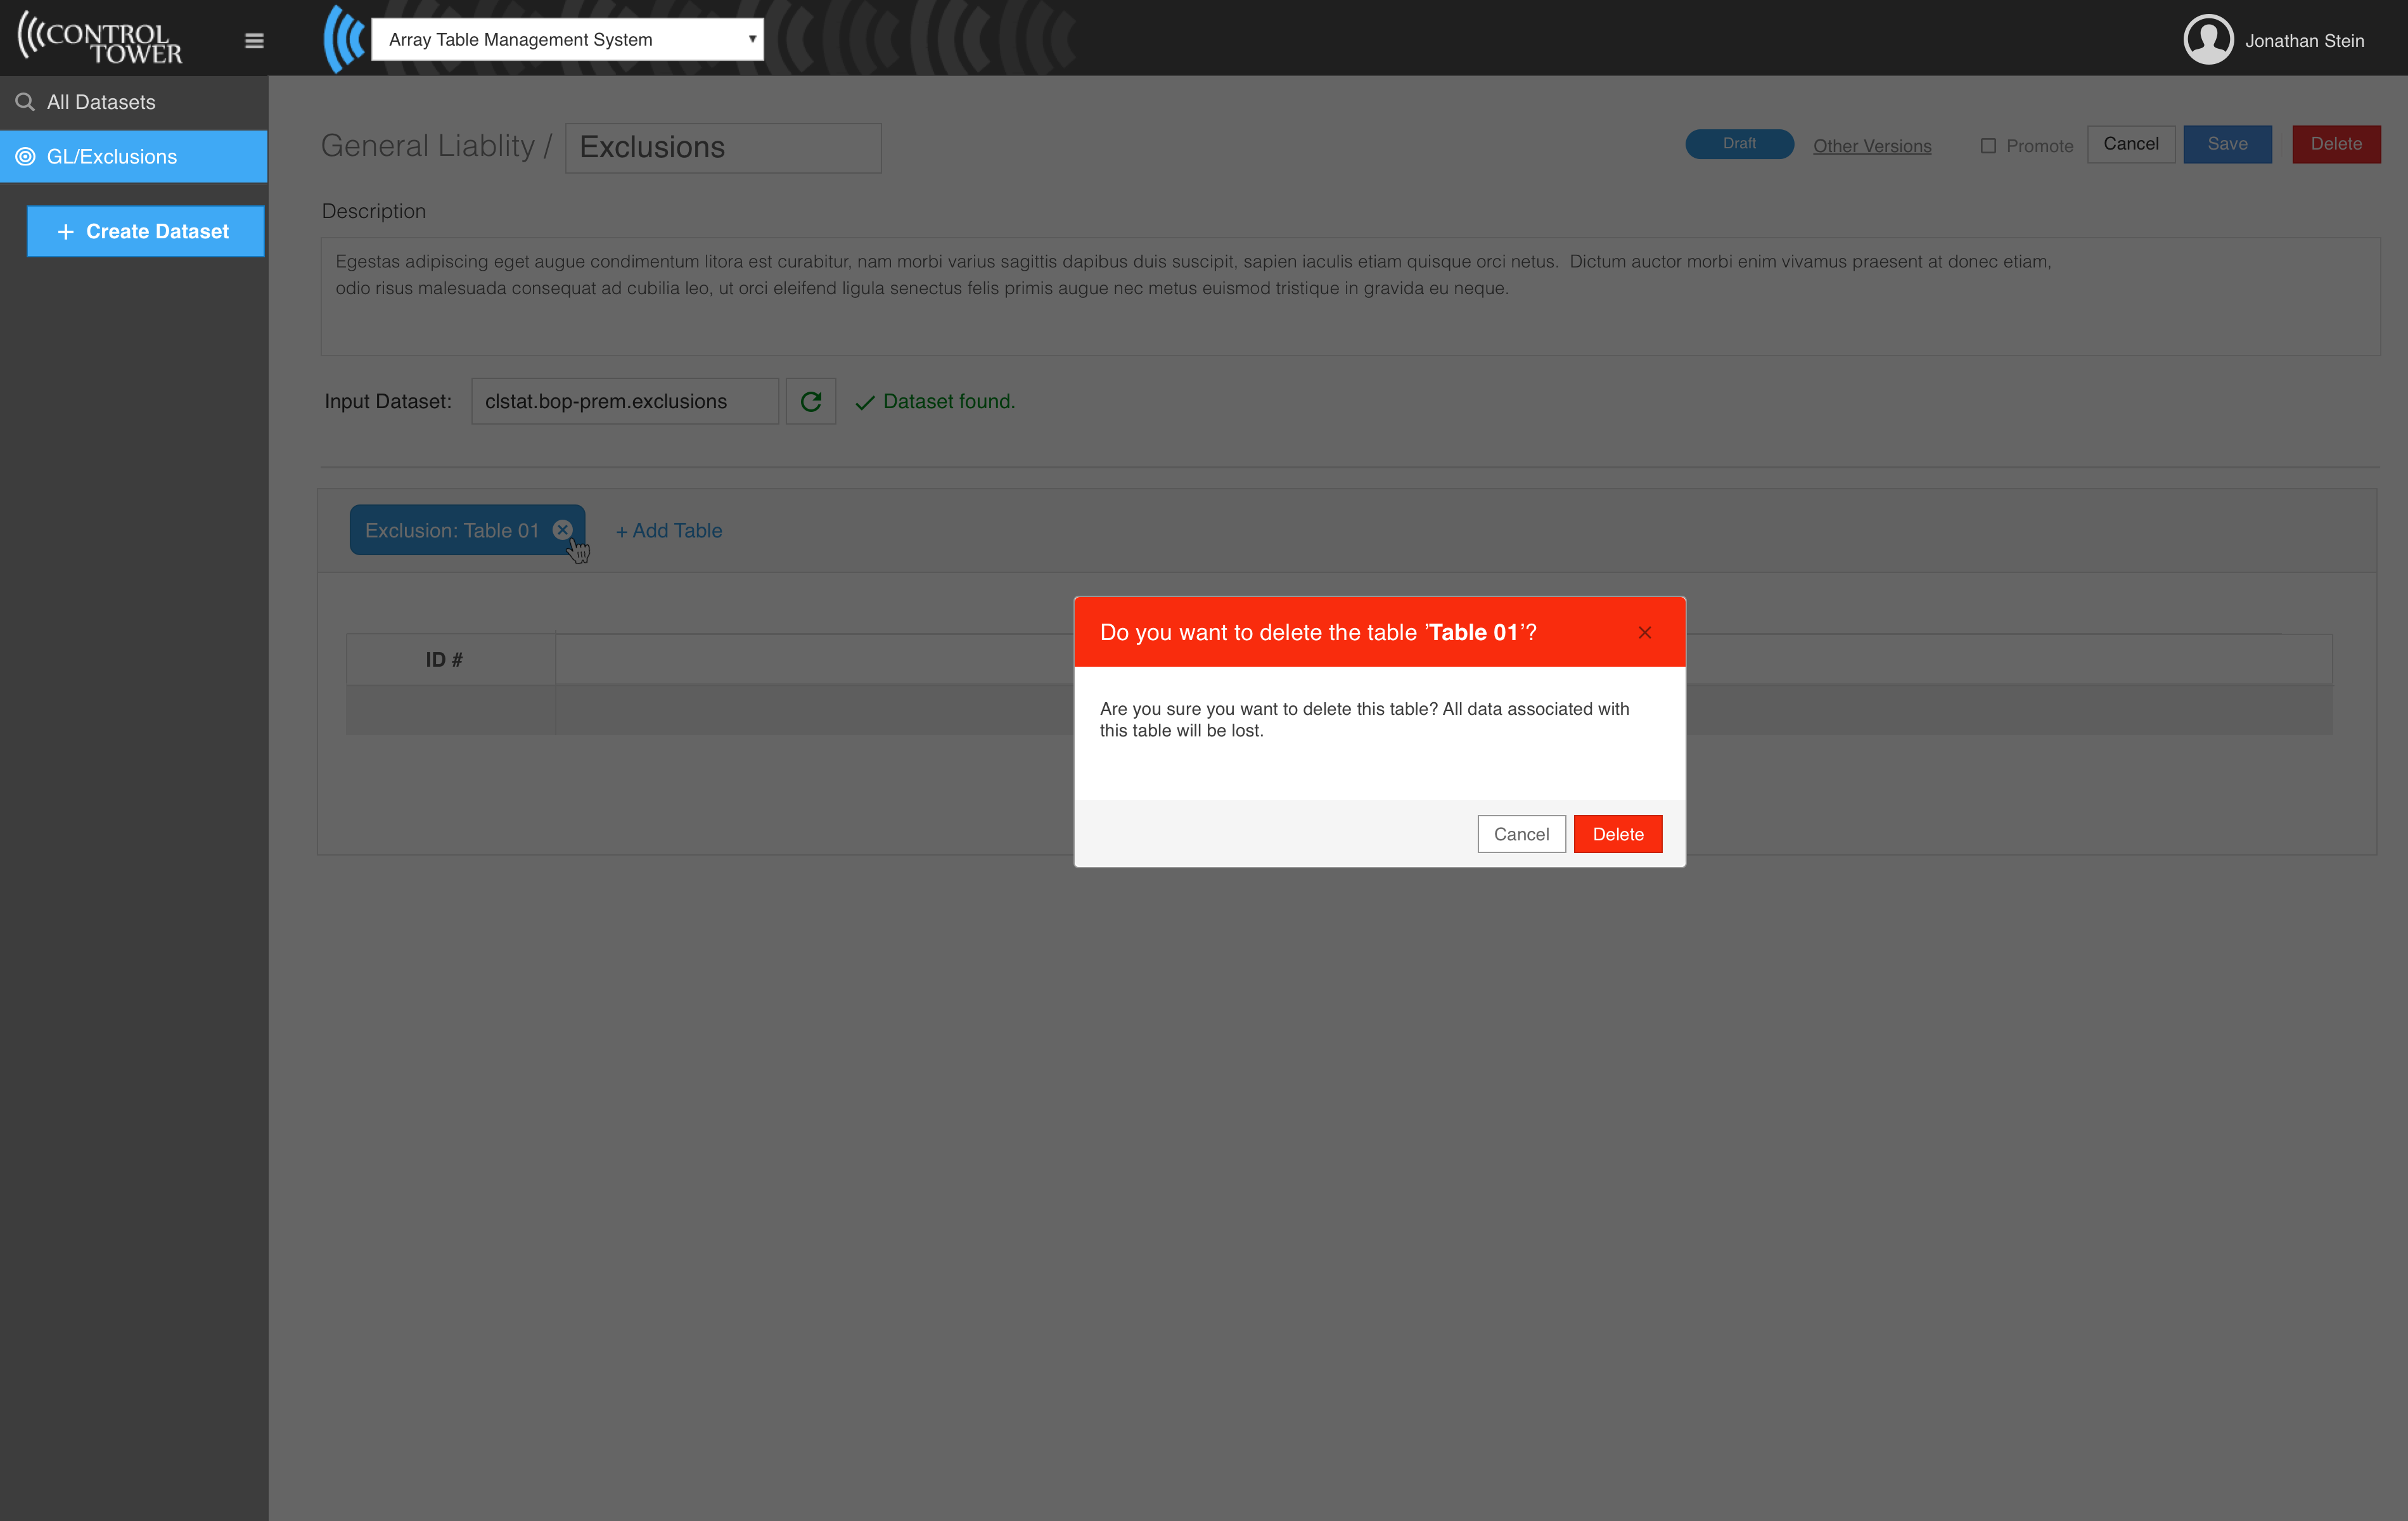 CONTROL
TOWER
Array Table Management System
Jonathan Stein
All Datasets
GL/Exclusions
+ Create Dataset
General Liablity / Exclusions
Draft
Other Versions
Promote
Cancel
Save
Delete
Description
Egestas adipiscing eget augue condimentum litora est curabitur, nam morbi varius sagittis dapibus duis suscipit, sapien iaculis etiam quisque orci netus.  Dictum auctor morbi enim vivamus praesent at donec etiam,
odio risus malesuada consequat ad cubilia leo, ut orci eleifend ligula senectus felis primis augue nec metus euismod tristique in gravida eu neque.
Input Dataset: clstat.bop-prem.exclusions Dataset found.
Exclusion: Table 01
+ Add Table
ID #
Do you want to delete the table ’Table 01’?
Are you sure you want to delete this table? All data associated with
this table will be lost.
Cancel
Delete